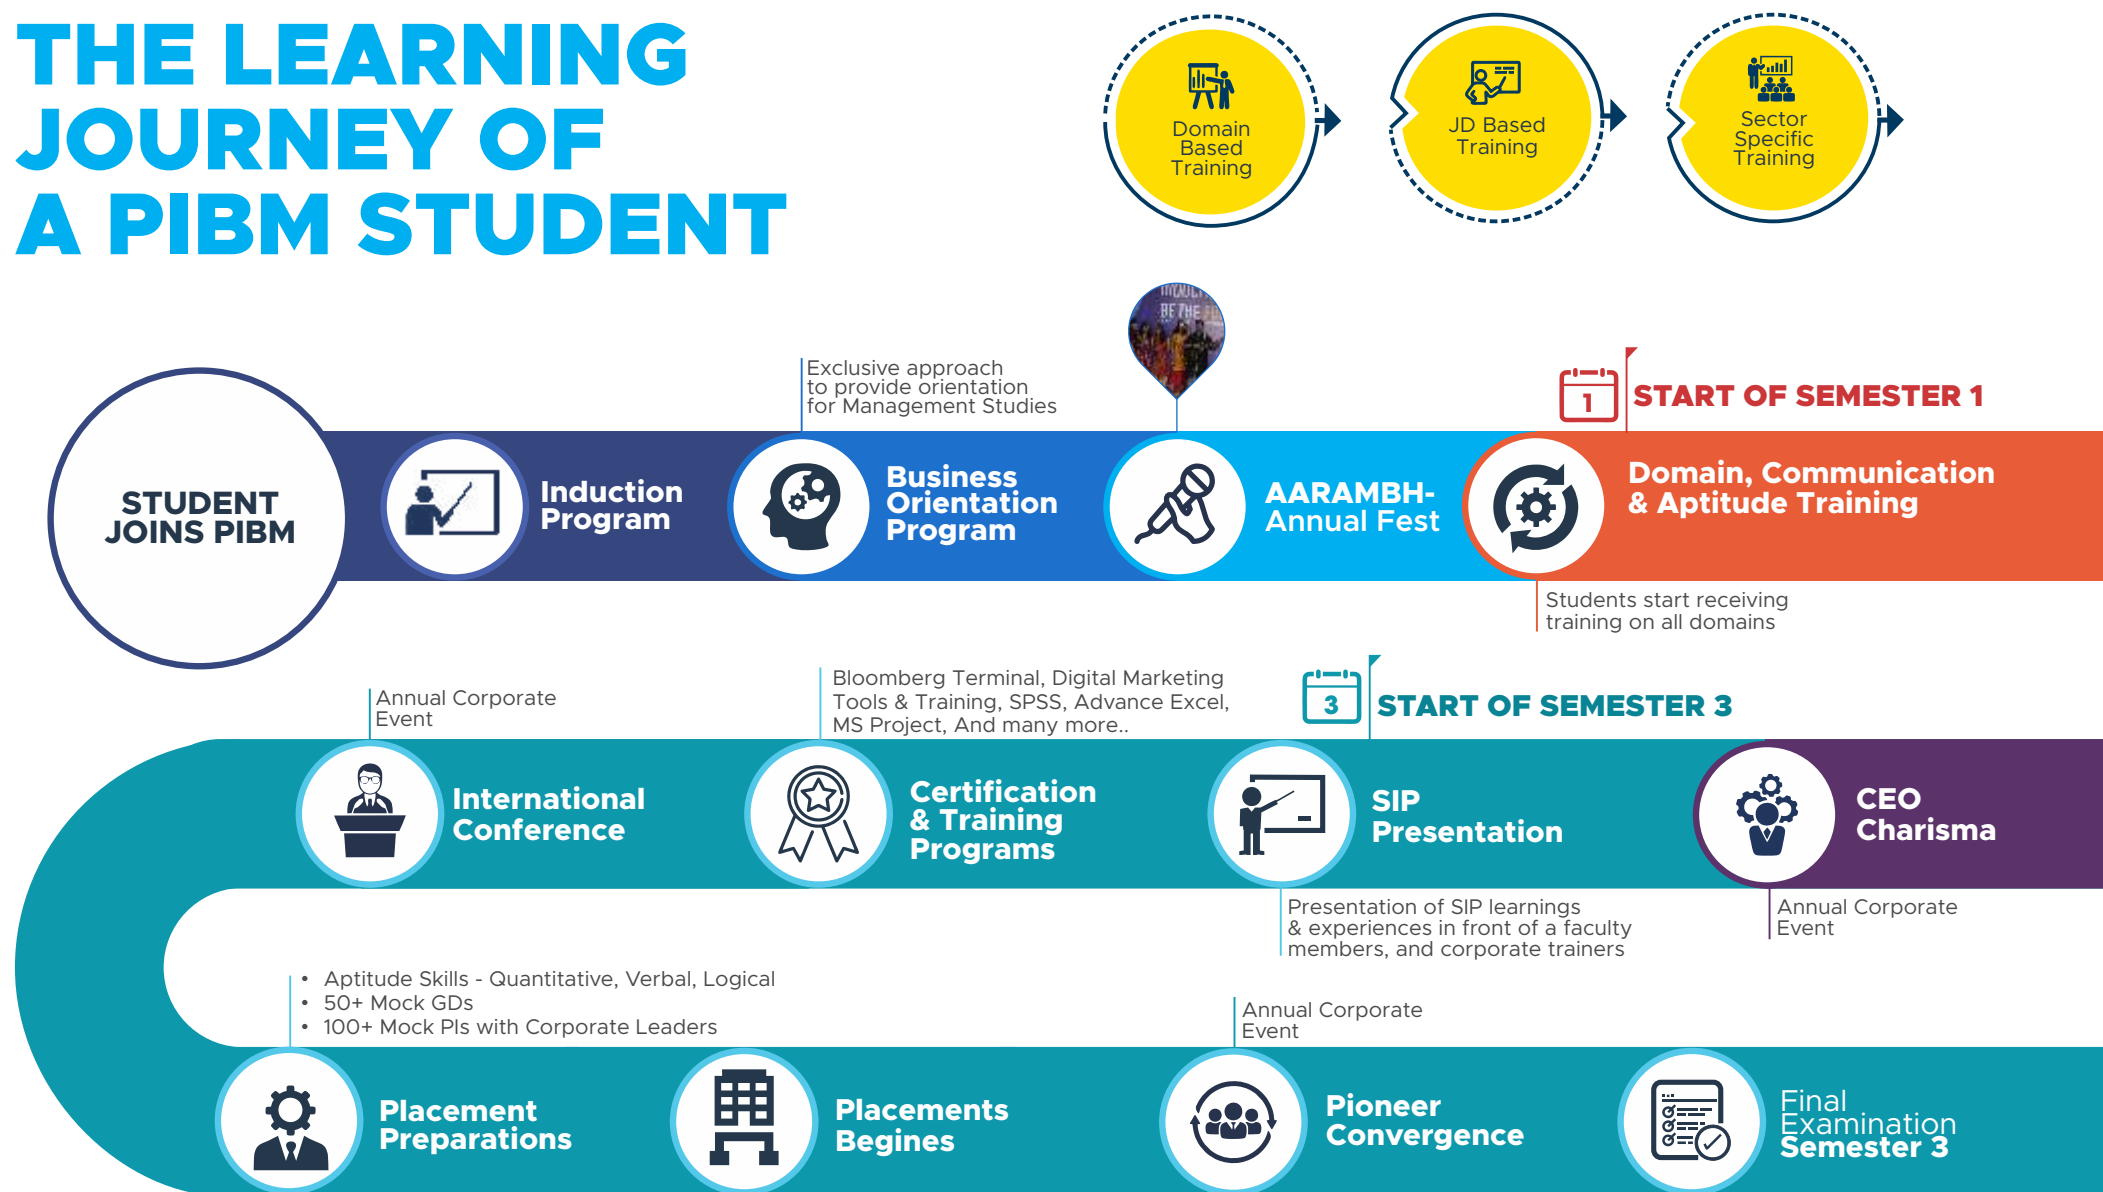 THE LEARNING
JOURNEY OF
A PIBM STUDENT
Domain
Based
Training
JD Based
Training
Sector
Specific
Training
BE THE
Exclusive approach
to provide orientation
for Management Studies
1
START OF SEMESTER 1
STUDENT
JOINS PIBM
Induction
Program
Business
Orientation
Program
AARAMBH-
Annual Fest
Domain, Communication
& Aptitude Training
Students start receiving
training on all domains
Annual Corporate
Event
Bloomberg Terminal, Digital Marketing
Tools & Training, SPSS, Advance Excel,
MS Project, And many more..
3
START OF SEMESTER 3
International
Conference
Certification
& Training
Programs
SIP
Presentation
CEO
Charisma
Presentation of SIP learnings
& experiences in front of a faculty
members, and corporate trainers
Annual Corporate
Event
• Aptitude Skills - Quantitative, Verbal, Logical
• 50+ Mock GDs
• 100+ Mock PIs with Corporate Leaders
Annual Corporate
Event
Placement
Preparations
Placements
Begines
Pioneer
Convergence
Final
Examination
Semester 3